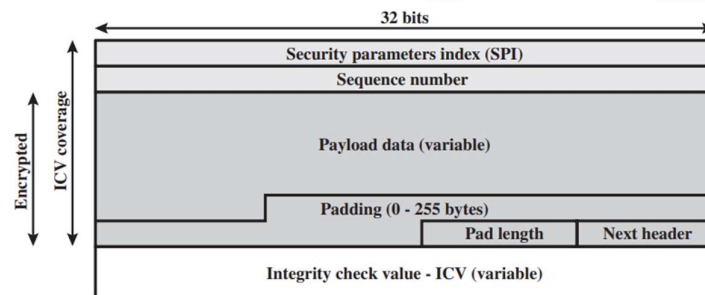 32 bits
Security parameters index (SPI)
Sequence number
Encrypted
ICV coverage
Payload data (variable)
Padding (0 - 255 bytes)
Pad length
Next header
Integrity check value - ICV (variable)